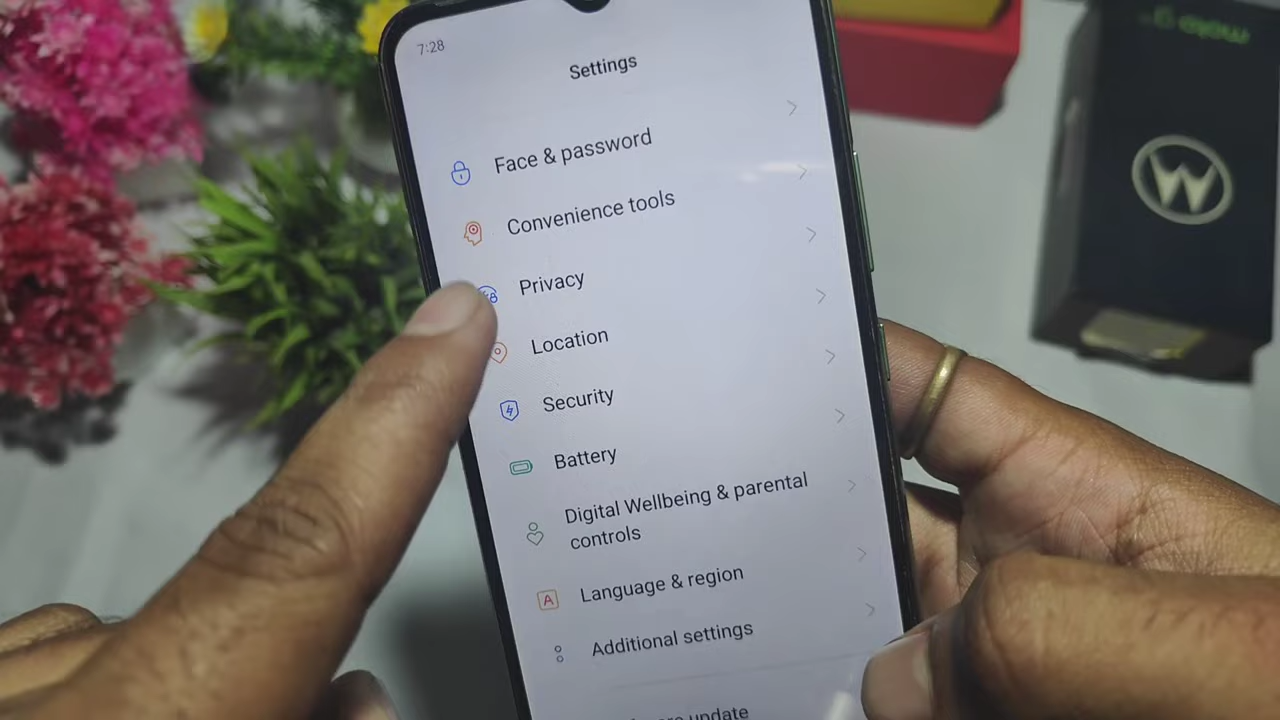 7:28
Settings
Face & password
Convenience tools
Privacy
Location
Security
Battery
Digital Wellbeing & parental
controls
Language & region
A
Additional settings
update